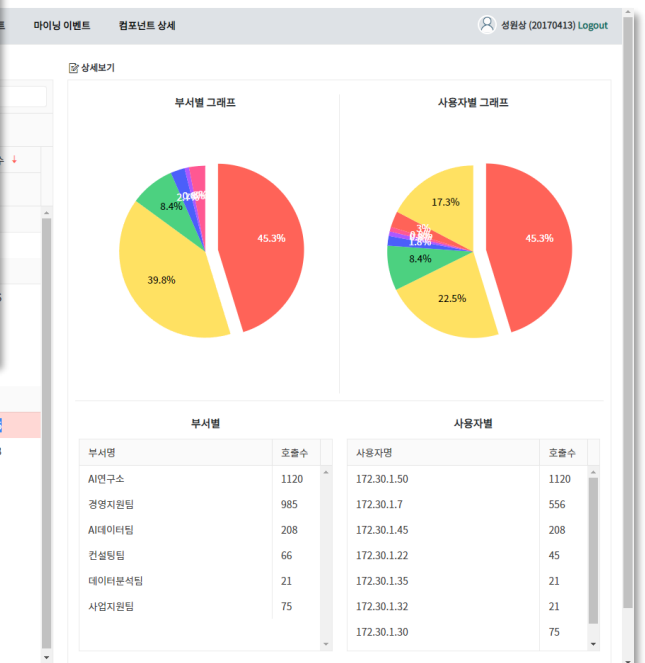 마이닝 이벤트 컴포넌트 상세 성원상 (20170413) Logout
상세보기
부서별 그래프 사용자별 그래프
45.3%
39.8%
8.4%
45.3%
22.5%
8.4%
1.8%
3%
17.3%
부서별 사용자별
부서명 호출수 사용자명 호출수
AI연구소 1120 172.30.1.50 1120
경영지원팀 985 172.30.1.7 556
AI데이터팀 208 172.30.1.45 208
컨설팅팀 66 172.30.1.22 45
데이터분석팀 21 172.30.1.35 21
사업지원팀 75 172.30.1.32 21
172.30.1.30 75